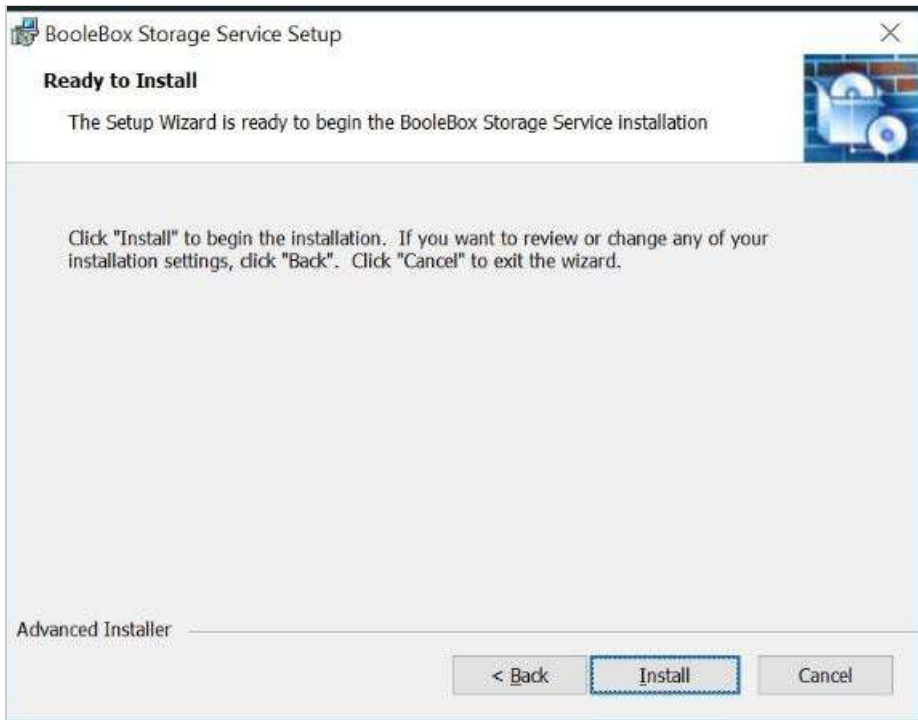 BooleBox Storage Service Setup
Ready to Install
The Setup Wizard is ready to begin the BooleBox Storage Service installation
Click "Install" to begin the installation. If you want to review or change any of your
installation settings, click "Back". Click "Cancel" to exit the wizard.
Advanced Installer
< Back
Install
Cancel